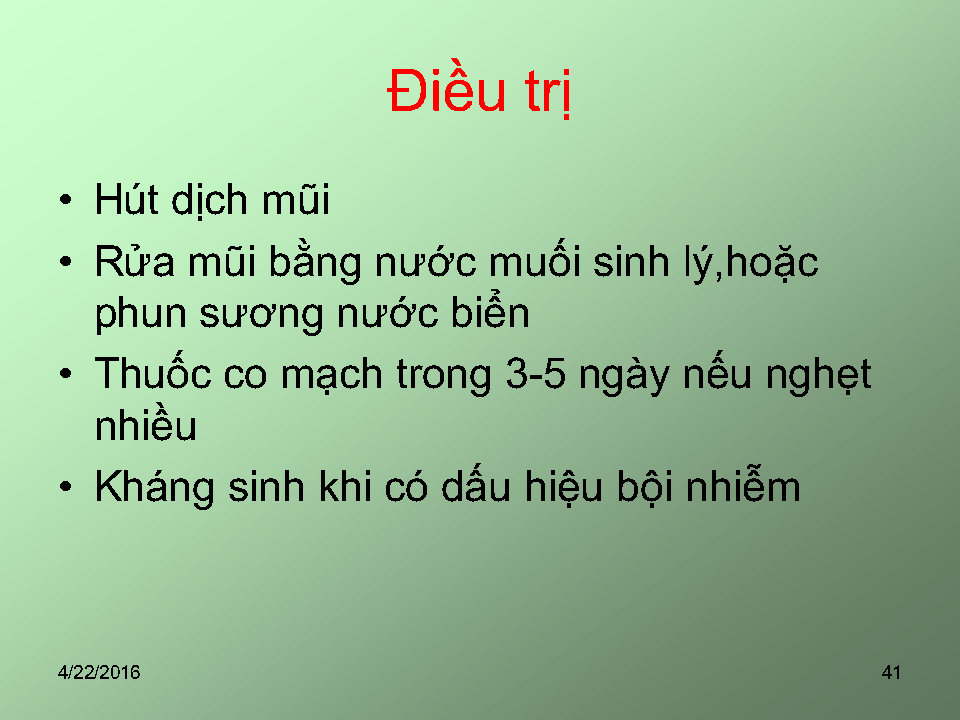 Điều trị
• Hút dịch mũi
• Rửa mũi bằng nước muối sinh lý,hoặc
phun sương nước biển
• Thuốc co mạch trong 3-5 ngày nếu nghẹt
nhiều
• Kháng sinh khi có dấu hiệu bội nhiễm
4/22/2016
41